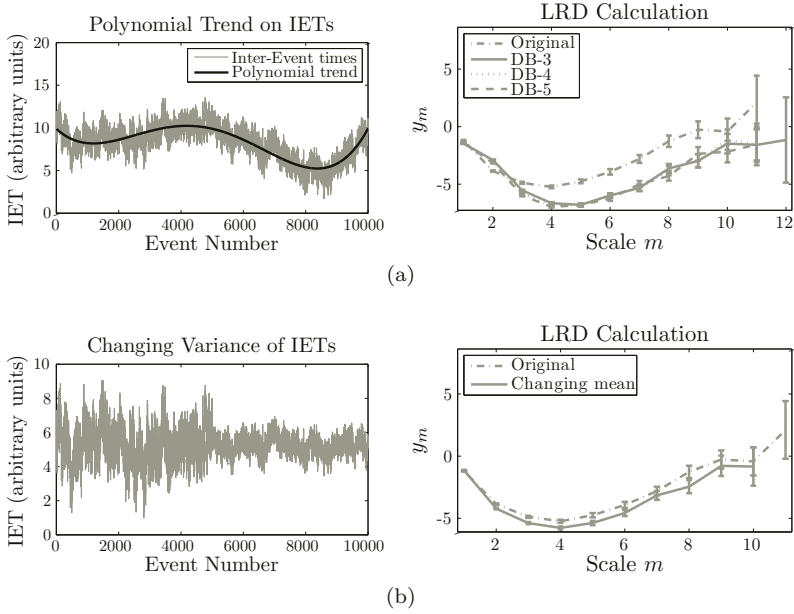 Polynomial Trend on IETs
IET (arbitrary units)
20
15
10
5
0
Inter-Event times
Polynomial trend
0 2000 4000 6000 8000 10000
Event Number
LRD Calculation
y_m
5
0
-5
Original
DB-3
DB-4
DB-5
2 4 6 8 10 12
Scale m
(a)
Changing Variance of IETs
IET (arbitrary units)
10
8
6
4
2
0
0 2000 4000 6000 8000 10000
Event Number
LRD Calculation
y_m
5
0
-5
Original
Changing mean
2 4 6 8 10
Scale m
(b)